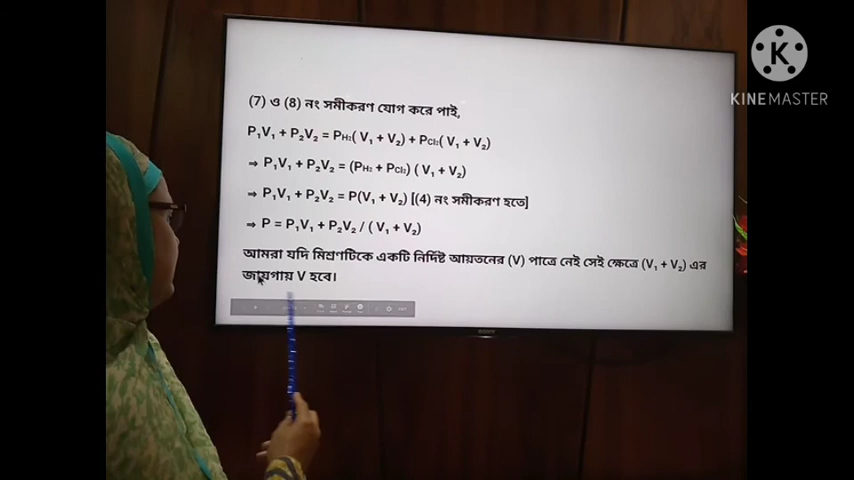 (7) ও (8) নং সমীকরণ যোগ করে পাই,
P₁V₁ + P₂V₂ = PH₂( V₁ + V₂) + PCl₂( V₁ + V₂)
⇒ P₁V₁ + P₂V₂ = (PH₂ + PCl₂) ( V₁ + V₂)
⇒ P₁V₁ + P₂V₂ = P(V₁ + V₂) [(4) নং সমীকরণ হতে]
⇒ P = P₁V₁ + P₂V₂ / ( V₁ + V₂)
আমরা যদি মিশ্রণটিকে একটি নির্দিষ্ট আয়তনের (V) পাত্রে নেই সেই ক্ষেত্রে (V₁ + V₂) এর
জায়গায় V হবে।
KINEMASTER